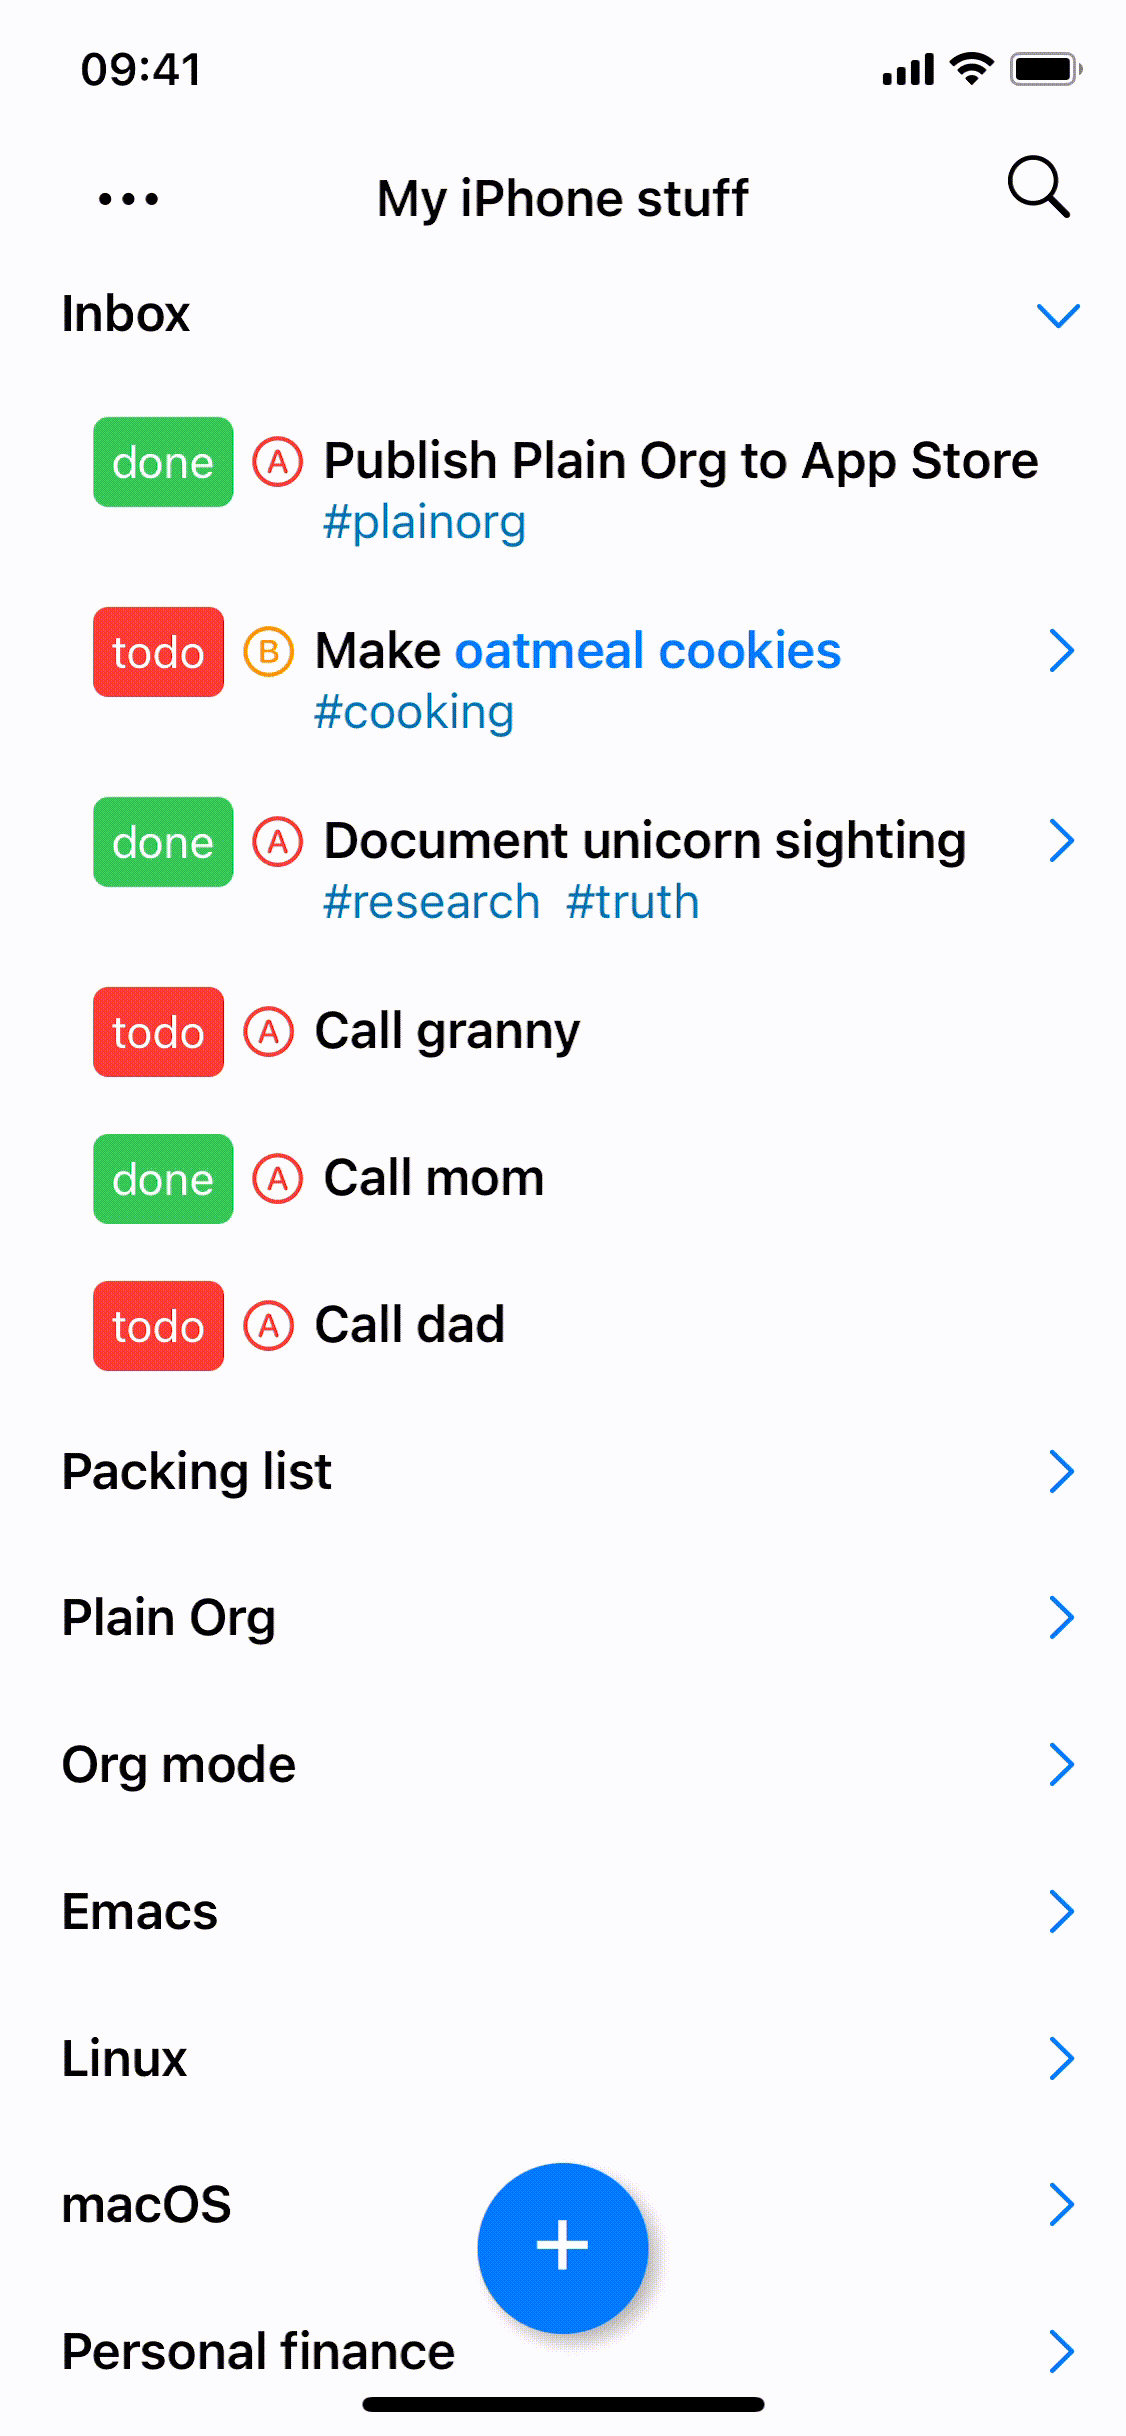 09:41
My iPhone stuff
Inbox
done A Publish Plain Org to App Store
#plainorg
todo B Make oatmeal cookies
#cooking
done A Document unicorn sighting
#research #truth
todo A Call granny
done A Call mom
todo A Call dad
Packing list
Plain Org
Org mode
Emacs
Linux
macOS
Personal finance